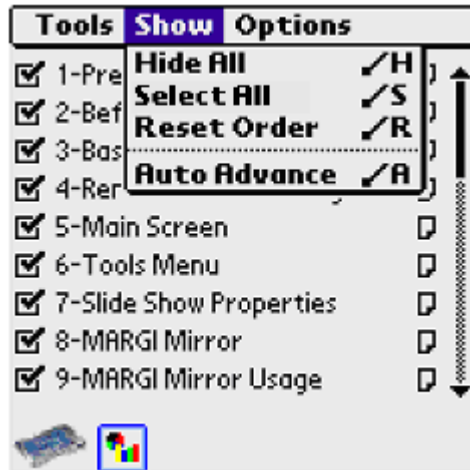 Tools Show Options
Hide All /H
Select All /S
Reset Order /R
Auto Advance /A
1-Pre
2-Bef
3-Bas
4-Rer
5-Main Screen
6-Tools Menu
7-Slide Show Properties
8-MARGI Mirror
9-MARGI Mirror Usage